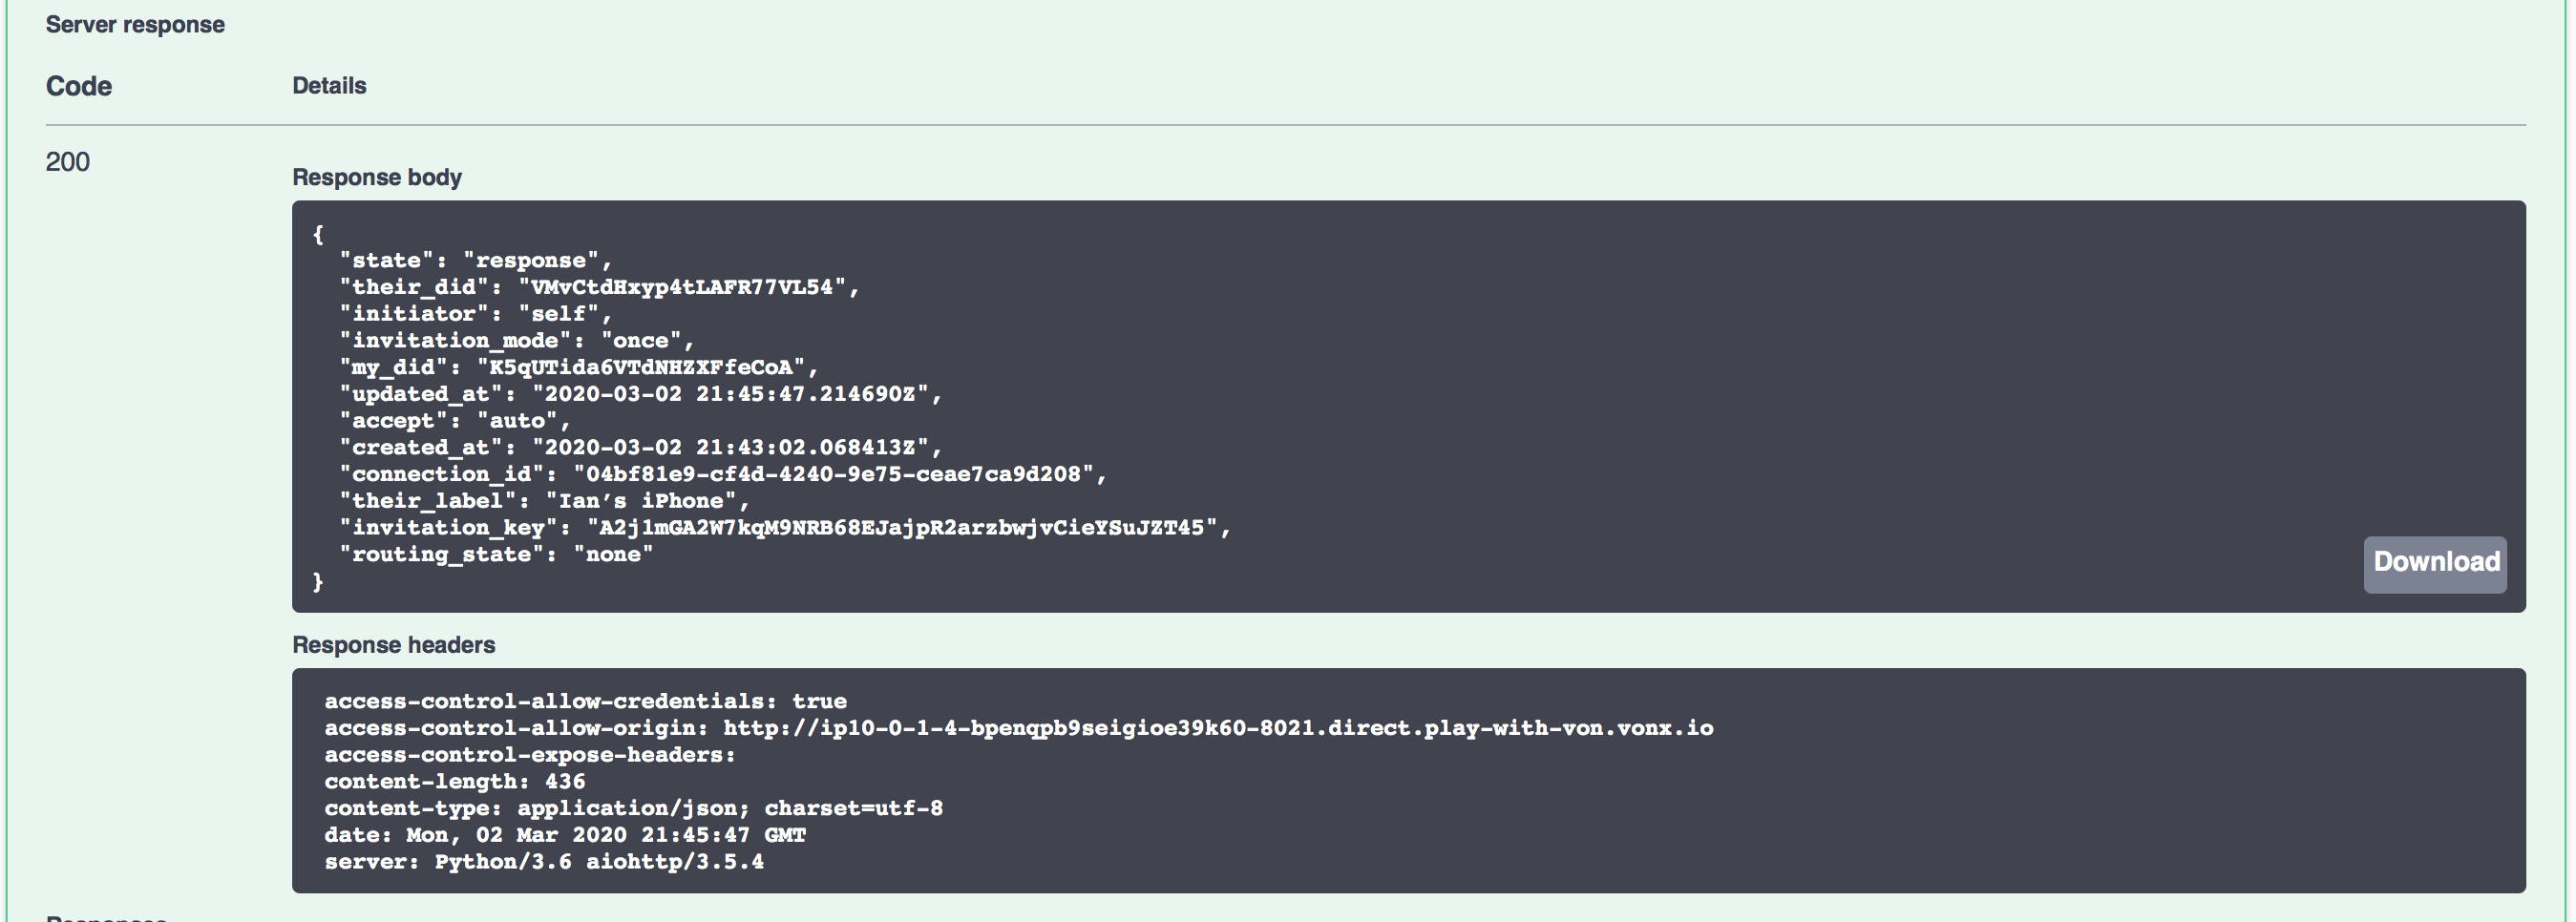 Server response
Code Details
200
Response body
{
"state": "response",
"their_did": "VMvCtdHxyp4tLAFR77VL54",
"initiator": "self",
"invitation_mode": "once",
"my_did": "K5qUTida6VTdNHZXFfeCoA",
"updated_at": "2020-03-02 21:45:47.214690Z",
"accept": "auto",
"created_at": "2020-03-02 21:43:02.068413Z",
"connection_id": "04bf81e9-cf4d-4240-9e75-ceae7ca9d208",
"their_label": "Ian’s iPhone",
"invitation_key": "A2j1mGA2W7kqM9NRB68EJajpR2arzbwjvCieYSuJZT45",
"routing_state": "none"
}
Download
Response headers
access-control-allow-credentials: true
access-control-allow-origin: http://ip10-0-1-4-bpenqpb9seigioe39k60-8021.direct.play-with-von.vonx.io
access-control-expose-headers:
content-length: 436
content-type: application/json; charset=utf-8
date: Mon, 02 Mar 2020 21:45:47 GMT
server: Python/3.6 aiohttp/3.5.4